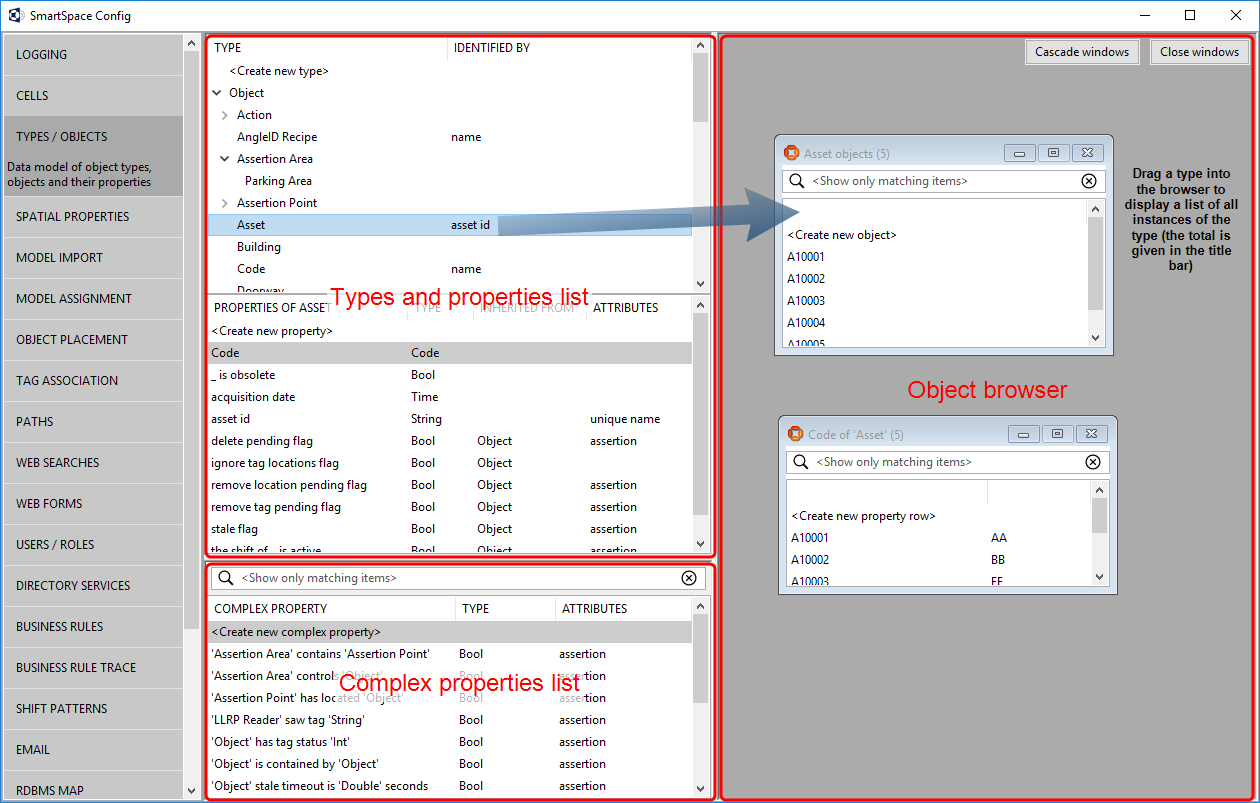 SmartSpace Config
LOGGING
CELLS
TYPES / OBJECTS
Data model of object types,
objects and their properties
SPATIAL PROPERTIES
MODEL IMPORT
MODEL ASSIGNMENT
OBJECT PLACEMENT
TAG ASSOCIATION
PATHS
WEB SEARCHES
WEB FORMS
USERS / ROLES
DIRECTORY SERVICES
BUSINESS RULES
BUSINESS RULE TRACE
SHIFT PATTERNS
EMAIL
RDBMS MAP
TYPE IDENTIFIED BY
<Create new type>
Object
Action
AngleID Recipe name
Assertion Area
Parking Area
Assertion Point
Asset asset id
Building
Code name
Doorway
Types and properties list
PROPERTIES OF ASSET TYPE INHERITED FROM ATTRIBUTES
<Create new property>
Code Code
_ is obsolete Bool
acquisition date Time
asset id String unique name
delete pending flag Bool Object assertion
ignore tag locations flag Bool Object
remove location pending flag Bool Object assertion
remove tag pending flag Bool Object assertion
stale flag Bool Object assertion
the shift of _ is active Bool Object assertion
<Show only matching items>
COMPLEX PROPERTY TYPE ATTRIBUTES
<Create new complex property>
'Assertion Area' contains 'Assertion Point' Bool assertion
'Assertion Area' controls 'Object' Bool assertion
Complex properties list
'Assertion Point' has located 'Object' Bool assertion
'LLRP Reader' saw tag 'String' Bool assertion
'Object' has tag status 'Int' Bool assertion
'Object' is contained by 'Object' Bool assertion
'Object' stale timeout is 'Double' seconds Bool assertion
Cascade windows Close windows
Asset objects (5)
<Show only matching items>
<Create new object>
A10001
A10002
A10003
A10004
A10005
Drag a type into
the browser to
display a list of all
instances of the
type (the total is
given in the title
bar)
Object browser
Code of 'Asset' (5)
<Show only matching items>
<Create new property row>
A10001 AA
A10002 BB
A10003